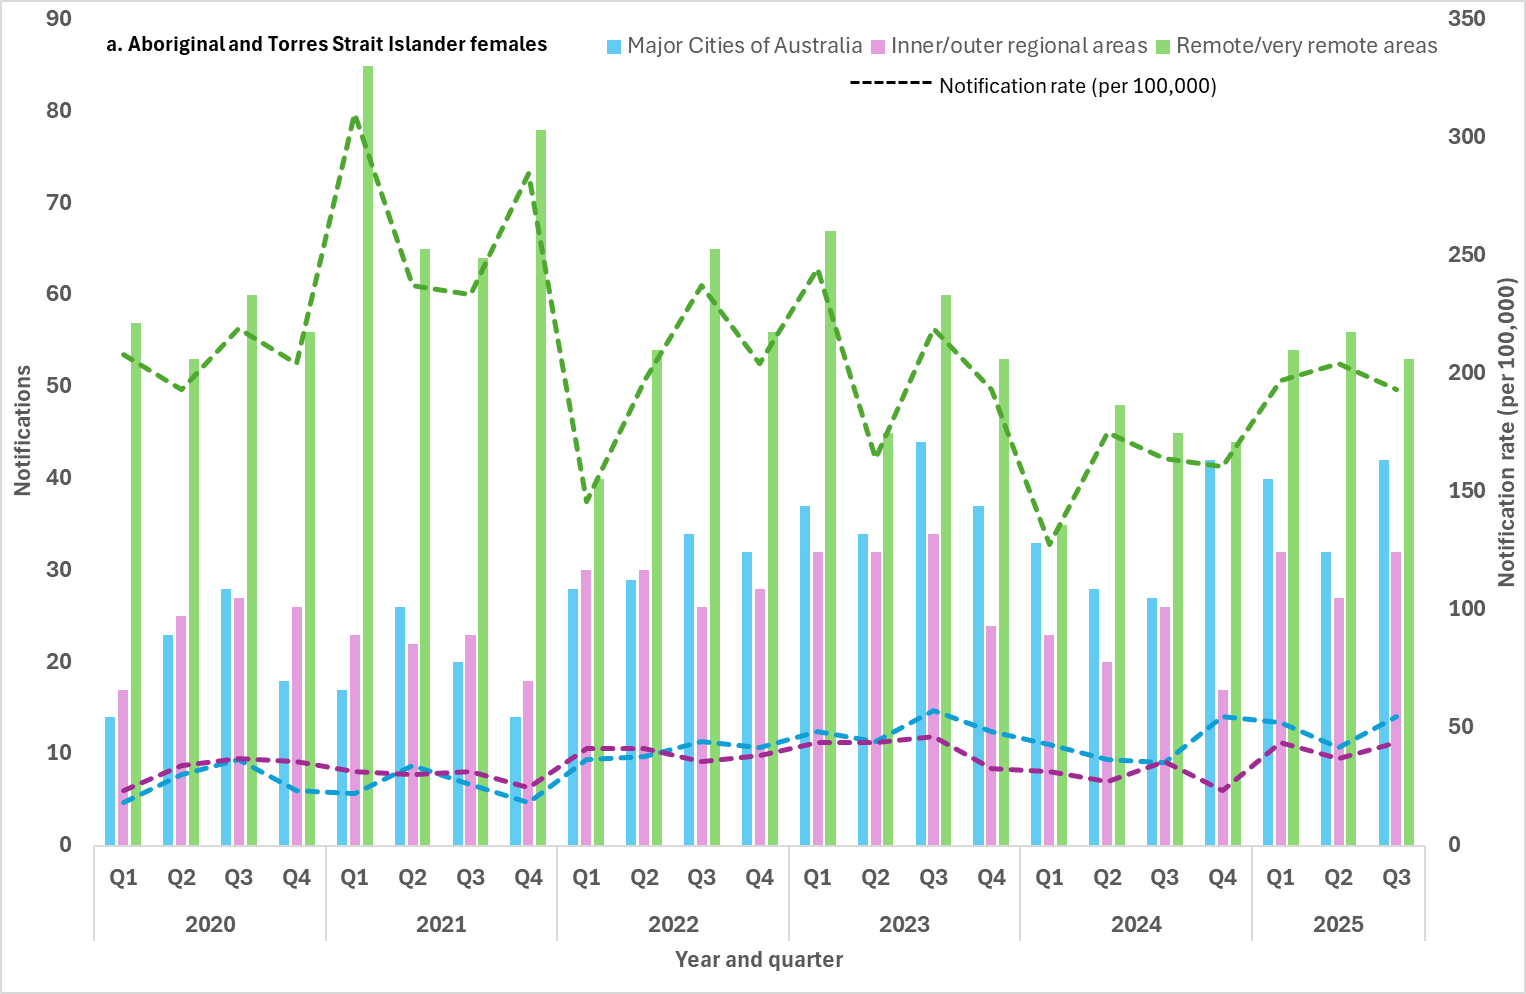 90
350
a. Aboriginal and Torres Strait Islander females
Major Cities of Australia
Inner/outer regional areas
Remote/very remote areas
Notification rate (per 100,000)
80
300
70
250
60
50
200
40
150
30
100
20
50
10
0
0
Notifications
Notification rate (per 100,000)
Q1 Q2 Q3 Q4 Q1 Q2 Q3 Q4 Q1 Q2 Q3 Q4 Q1 Q2 Q3 Q4 Q1 Q2 Q3 Q4 Q1 Q2 Q3
2020 2021 2022 2023 2024 2025
Year and quarter